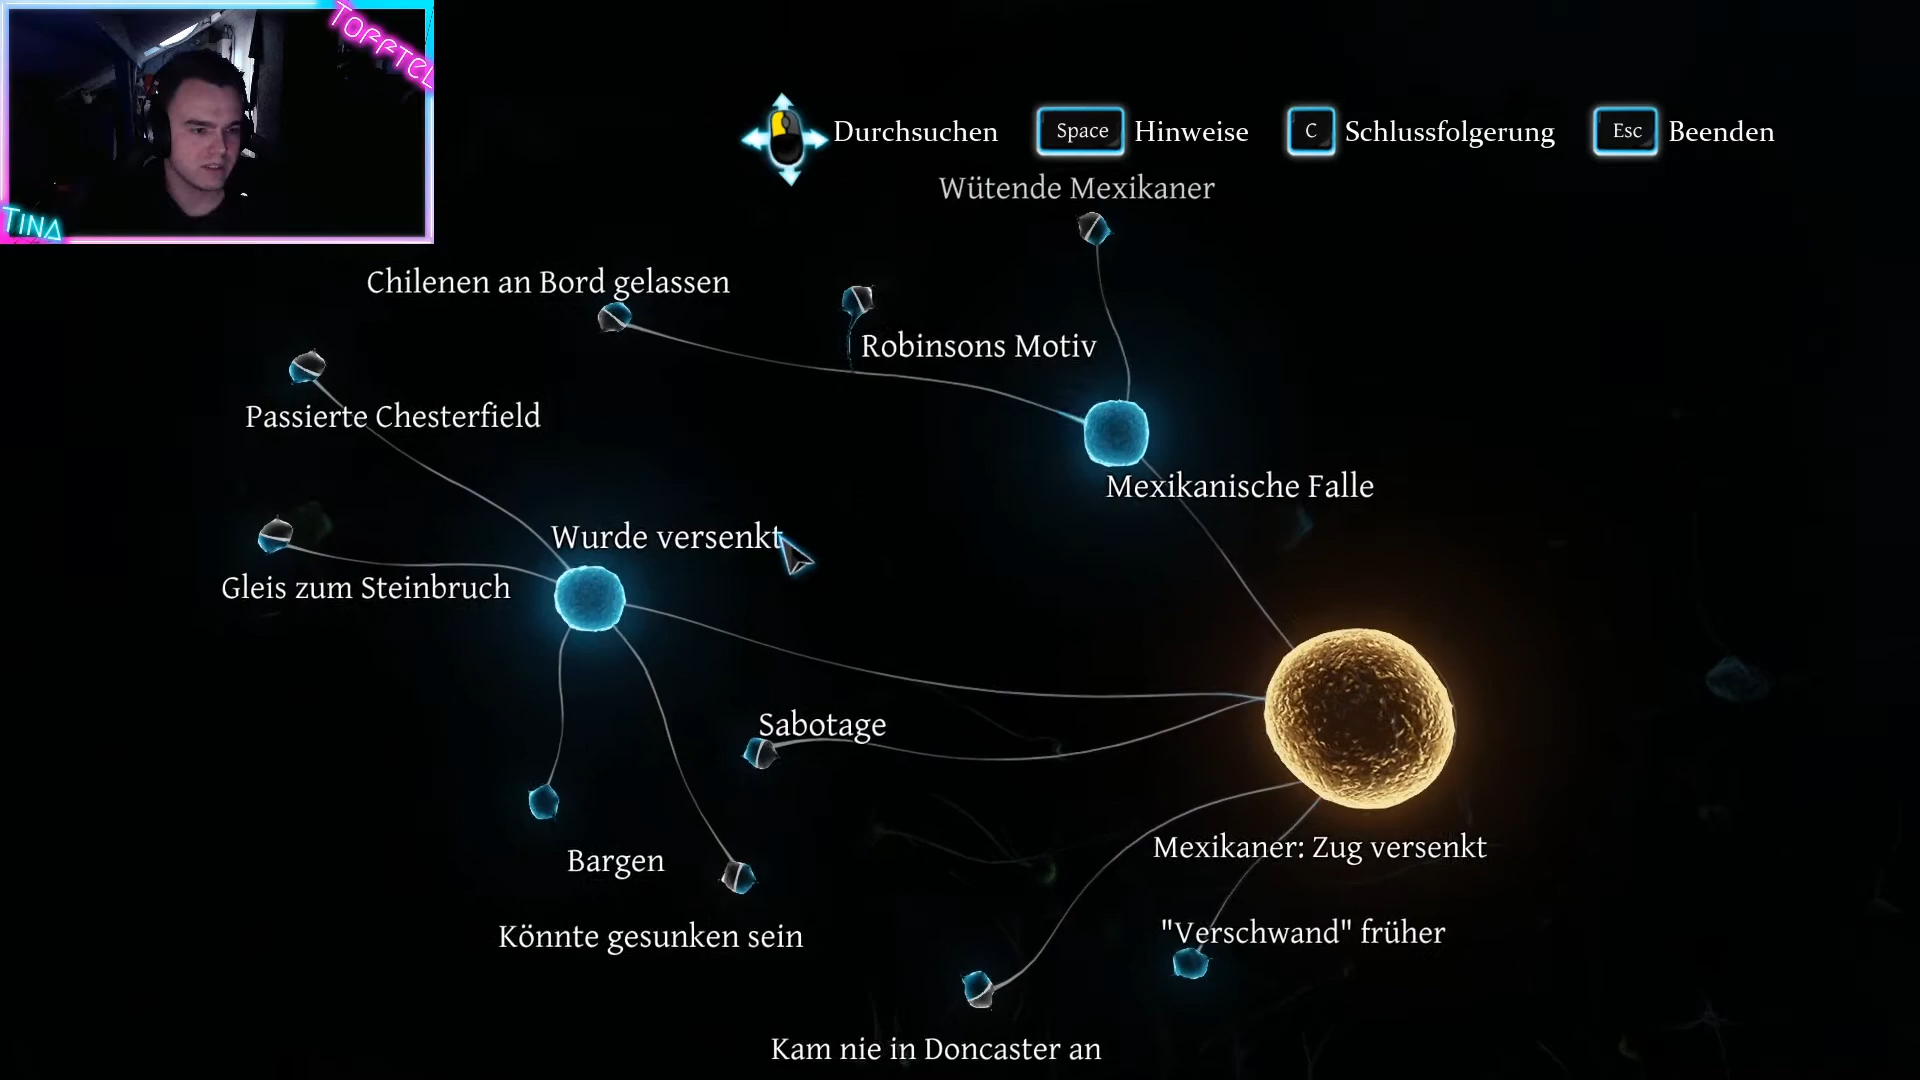 TOFFTEL
TINA
Durchsuchen
Space
Hinweise
C
Schlussfolgerung
Esc
Beenden
Wütende Mexikaner
Chilenen an Bord gelassen
Robinsons Motiv
Passierte Chesterfield
Mexikanische Falle
Wurde versenkt
Gleis zum Steinbruch
Sabotage
Mexikaner: Zug versenkt
Bargen
"Verschwand" früher
Könnte gesunken sein
Kam nie in Doncaster an